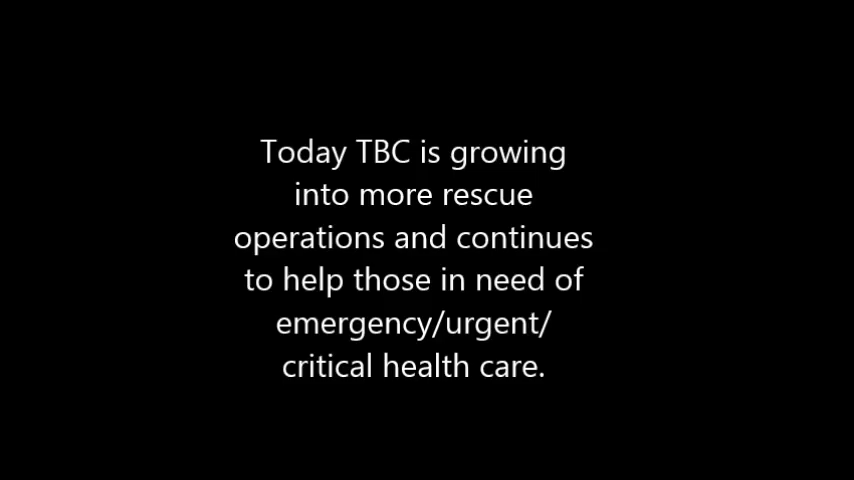 Today TBC is growing
into more rescue
operations and continues
to help those in need of
emergency/urgent/
critical health care.